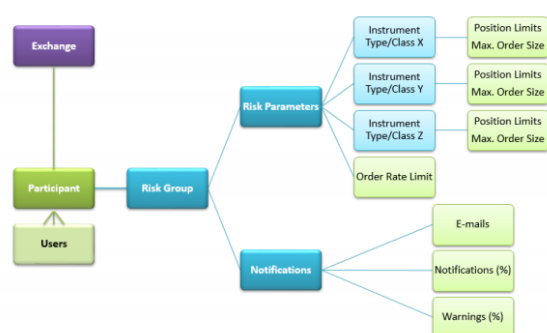 Exchange
Participant
Users
Risk Group
Risk Parameters
Instrument
Type/Class X
Position Limits
Max. Order Size
Instrument
Type/Class Y
Position Limits
Max. Order Size
Instrument
Type/Class Z
Position Limits
Max. Order Size
Order Rate Limit
Notifications
E-mails
Notifications (%)
Warnings (%)